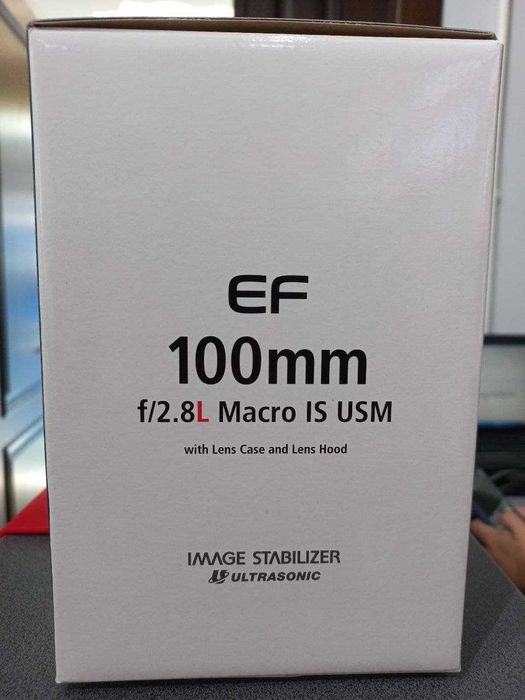 EF
100mm
f/2.8L Macro IS USM
with Lens Case and Lens Hood
IMAGE STABILIZER
ULTRASONIC